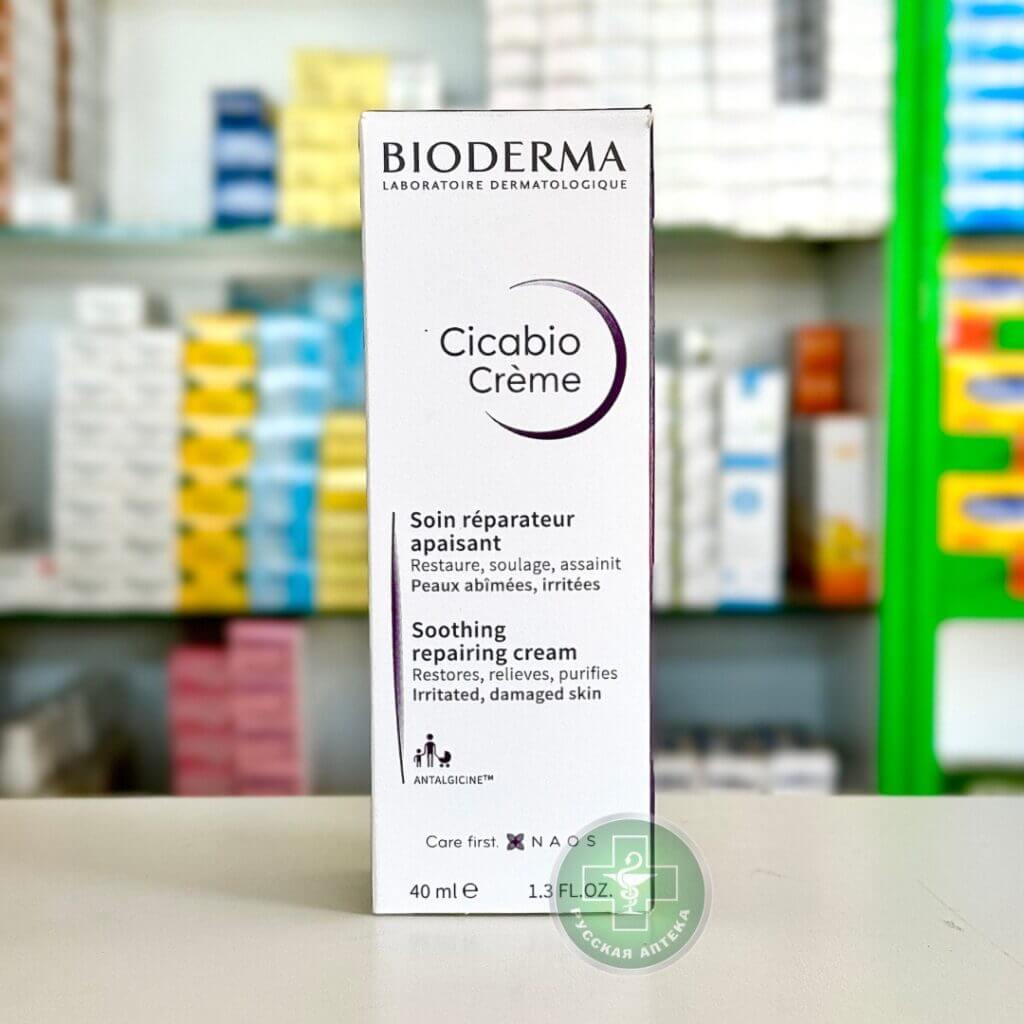 BIODERMA
LABORATOIRE DERMATOLOGIQUE
Cicabio
Crème
Soin réparateur
apaisant
Restaure, soulage, assainit
Peaux abîmées, irritées
Soothing
repairing cream
Restores, relieves, purifies
Irritated, damaged skin
ANTALGICINE™
Care first. NAOS
40 ml ℮ 1.3 FL.OZ.
РУССКАЯ АПТЕКА